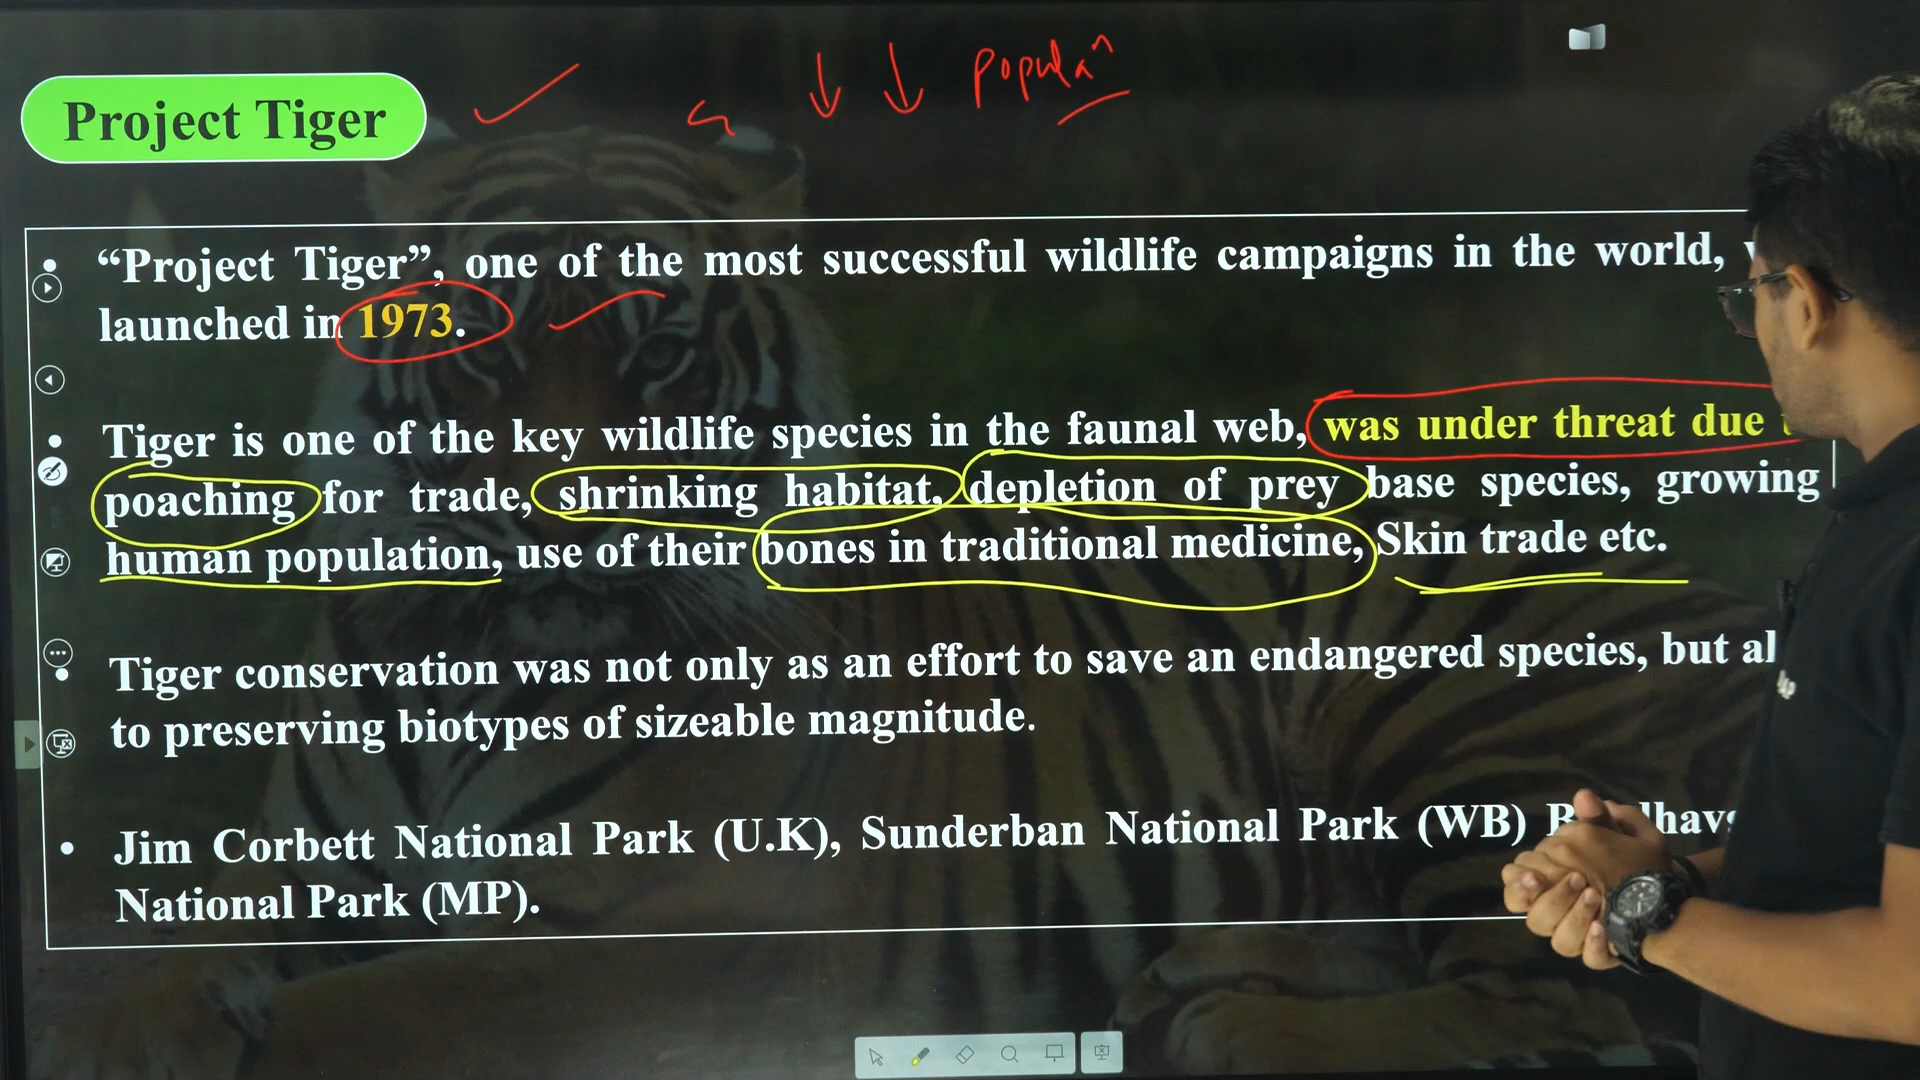 Populaⁿ
Project Tiger
“Project Tiger”, one of the most successful wildlife campaigns in the world,
launched in 1973.
Tiger is one of the key wildlife species in the faunal web, was under threat due
poaching for trade, shrinking habitat, depletion of prey base species, growing
human population, use of their bones in traditional medicine, Skin trade etc.
Tiger conservation was not only as an effort to save an endangered species, but al
to preserving biotypes of sizeable magnitude.
Jim Corbett National Park (U.K), Sunderban National Park (WB)
National Park (MP).